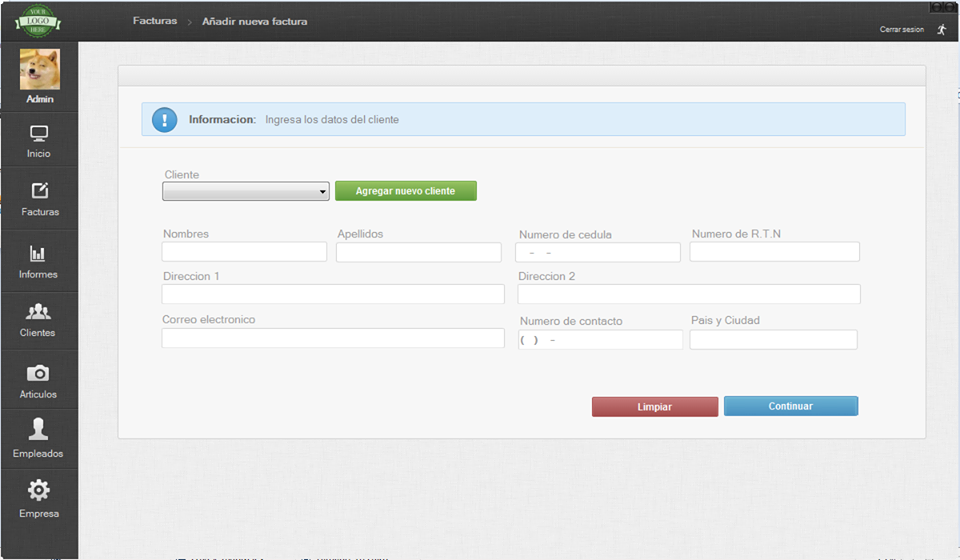 YOUR
LOGO
HERE
Facturas > Añadir nueva factura
Cerrar sesion
Admin
Inicio
Facturas
Informes
Clientes
Articulos
Empleados
Empresa
Informacion: Ingresa los datos del cliente
Cliente
Agregar nuevo cliente
Nombres Apellidos Numero de cedula Numero de R.T.N
- -
Direccion 1 Direccion 2
Correo electronico Numero de contacto Pais y Ciudad
( ) -
Limpiar Continuar